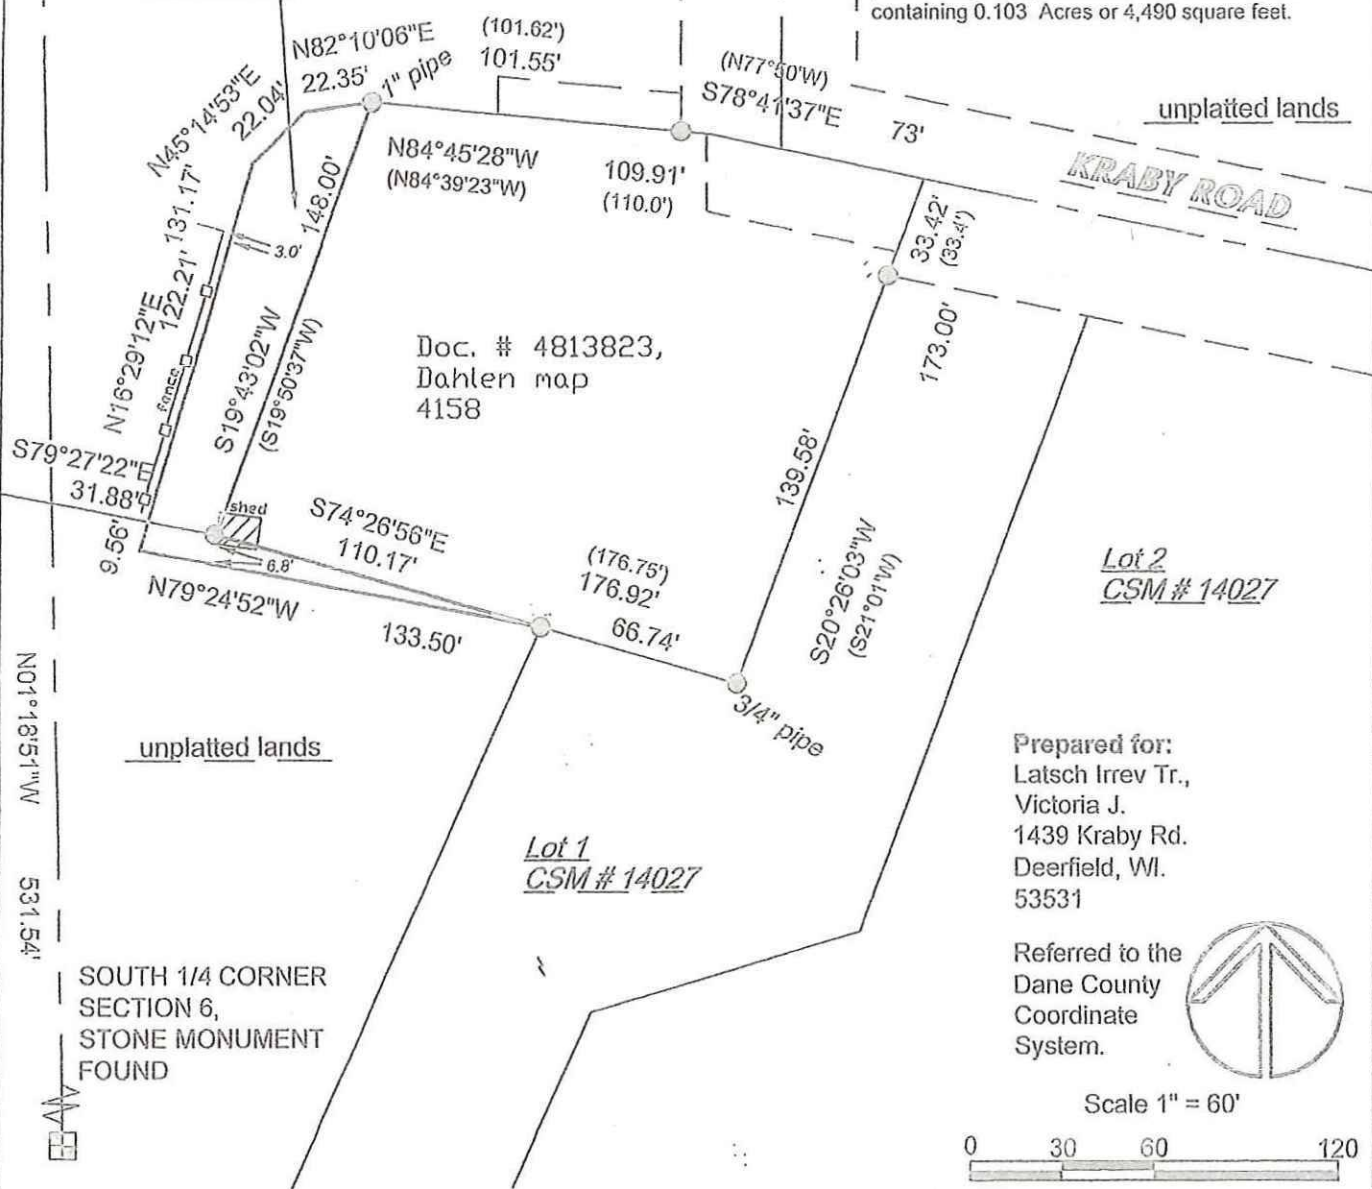 containing 0.103 Acres or 4,490 square feet.
N82°10'06"E
22.35'
1" pipe
(101.62')
101.55'
(N77°50'W)
S78°41'37"E
73'
unplatted lands
KRABY ROAD
N45°14'53"E
22.04'
N84°45'28"W
(N84°39'23"W)
109.91'
(110.0')
33.42'
(33.4')
131.17'
122.21'
N16°29'12"E
3.0'
148.00'
S19°43'02"W
(S19°50'37"W)
fence
Doc. # 4813823,
Dahlen map
4158
173.00'
139.58'
S20°26'03"W
(S21°01'W)
S79°27'22"E
31.88'
9.56'
shed
S74°26'56"E
110.17'
6.8'
N79°24'52"W
133.50'
(176.75')
176.92'
66.74'
3/4" pipe
Lot 2
CSM # 14027
N01°18'51"W
531.54'
unplatted lands
Lot 1
CSM # 14027
Prepared for:
Latsch Irrev Tr.,
Victoria J.
1439 Kraby Rd.
Deerfield, WI.
53531
SOUTH 1/4 CORNER
SECTION 6,
STONE MONUMENT
FOUND
Referred to the
Dane County
Coordinate
System.
Scale 1" = 60'
0 30 60 120